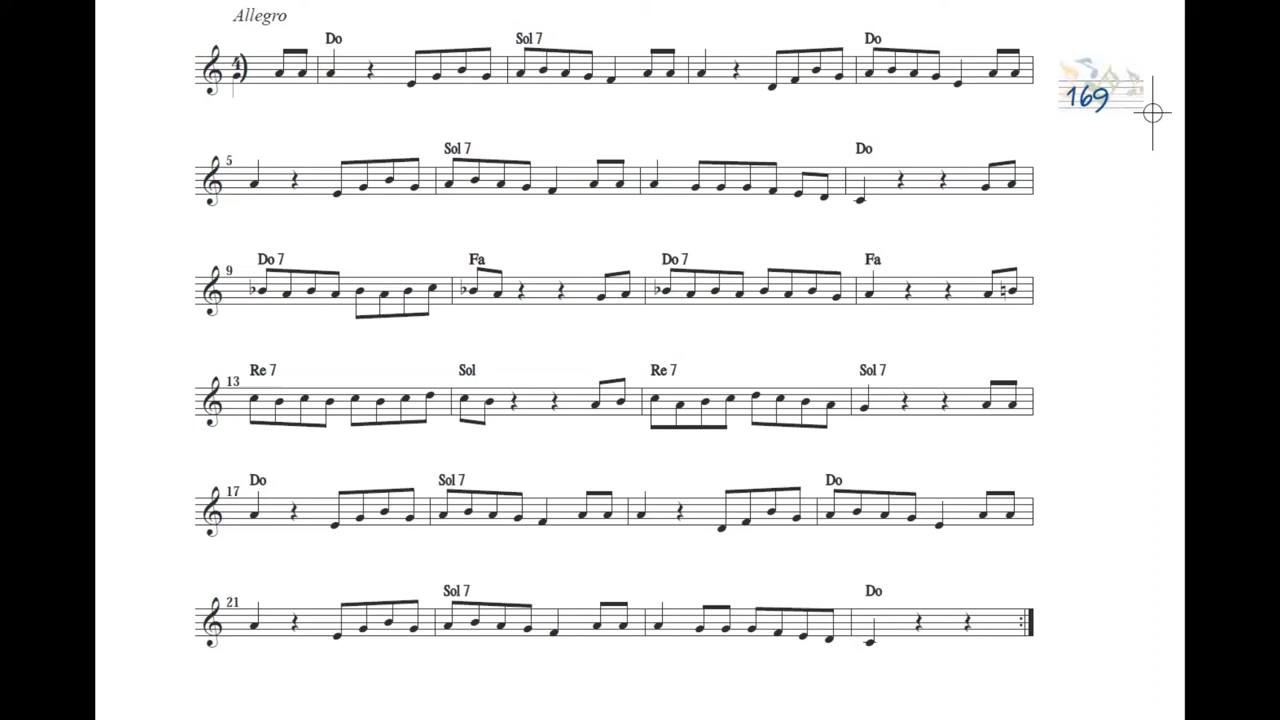 Allegro
Do Sol 7 Do
169
5 Sol 7 Do
9 Do 7 Fa Do 7 Fa
13 Re 7 Sol Re 7 Sol 7
17 Do Sol 7 Do
21 Sol 7 Do